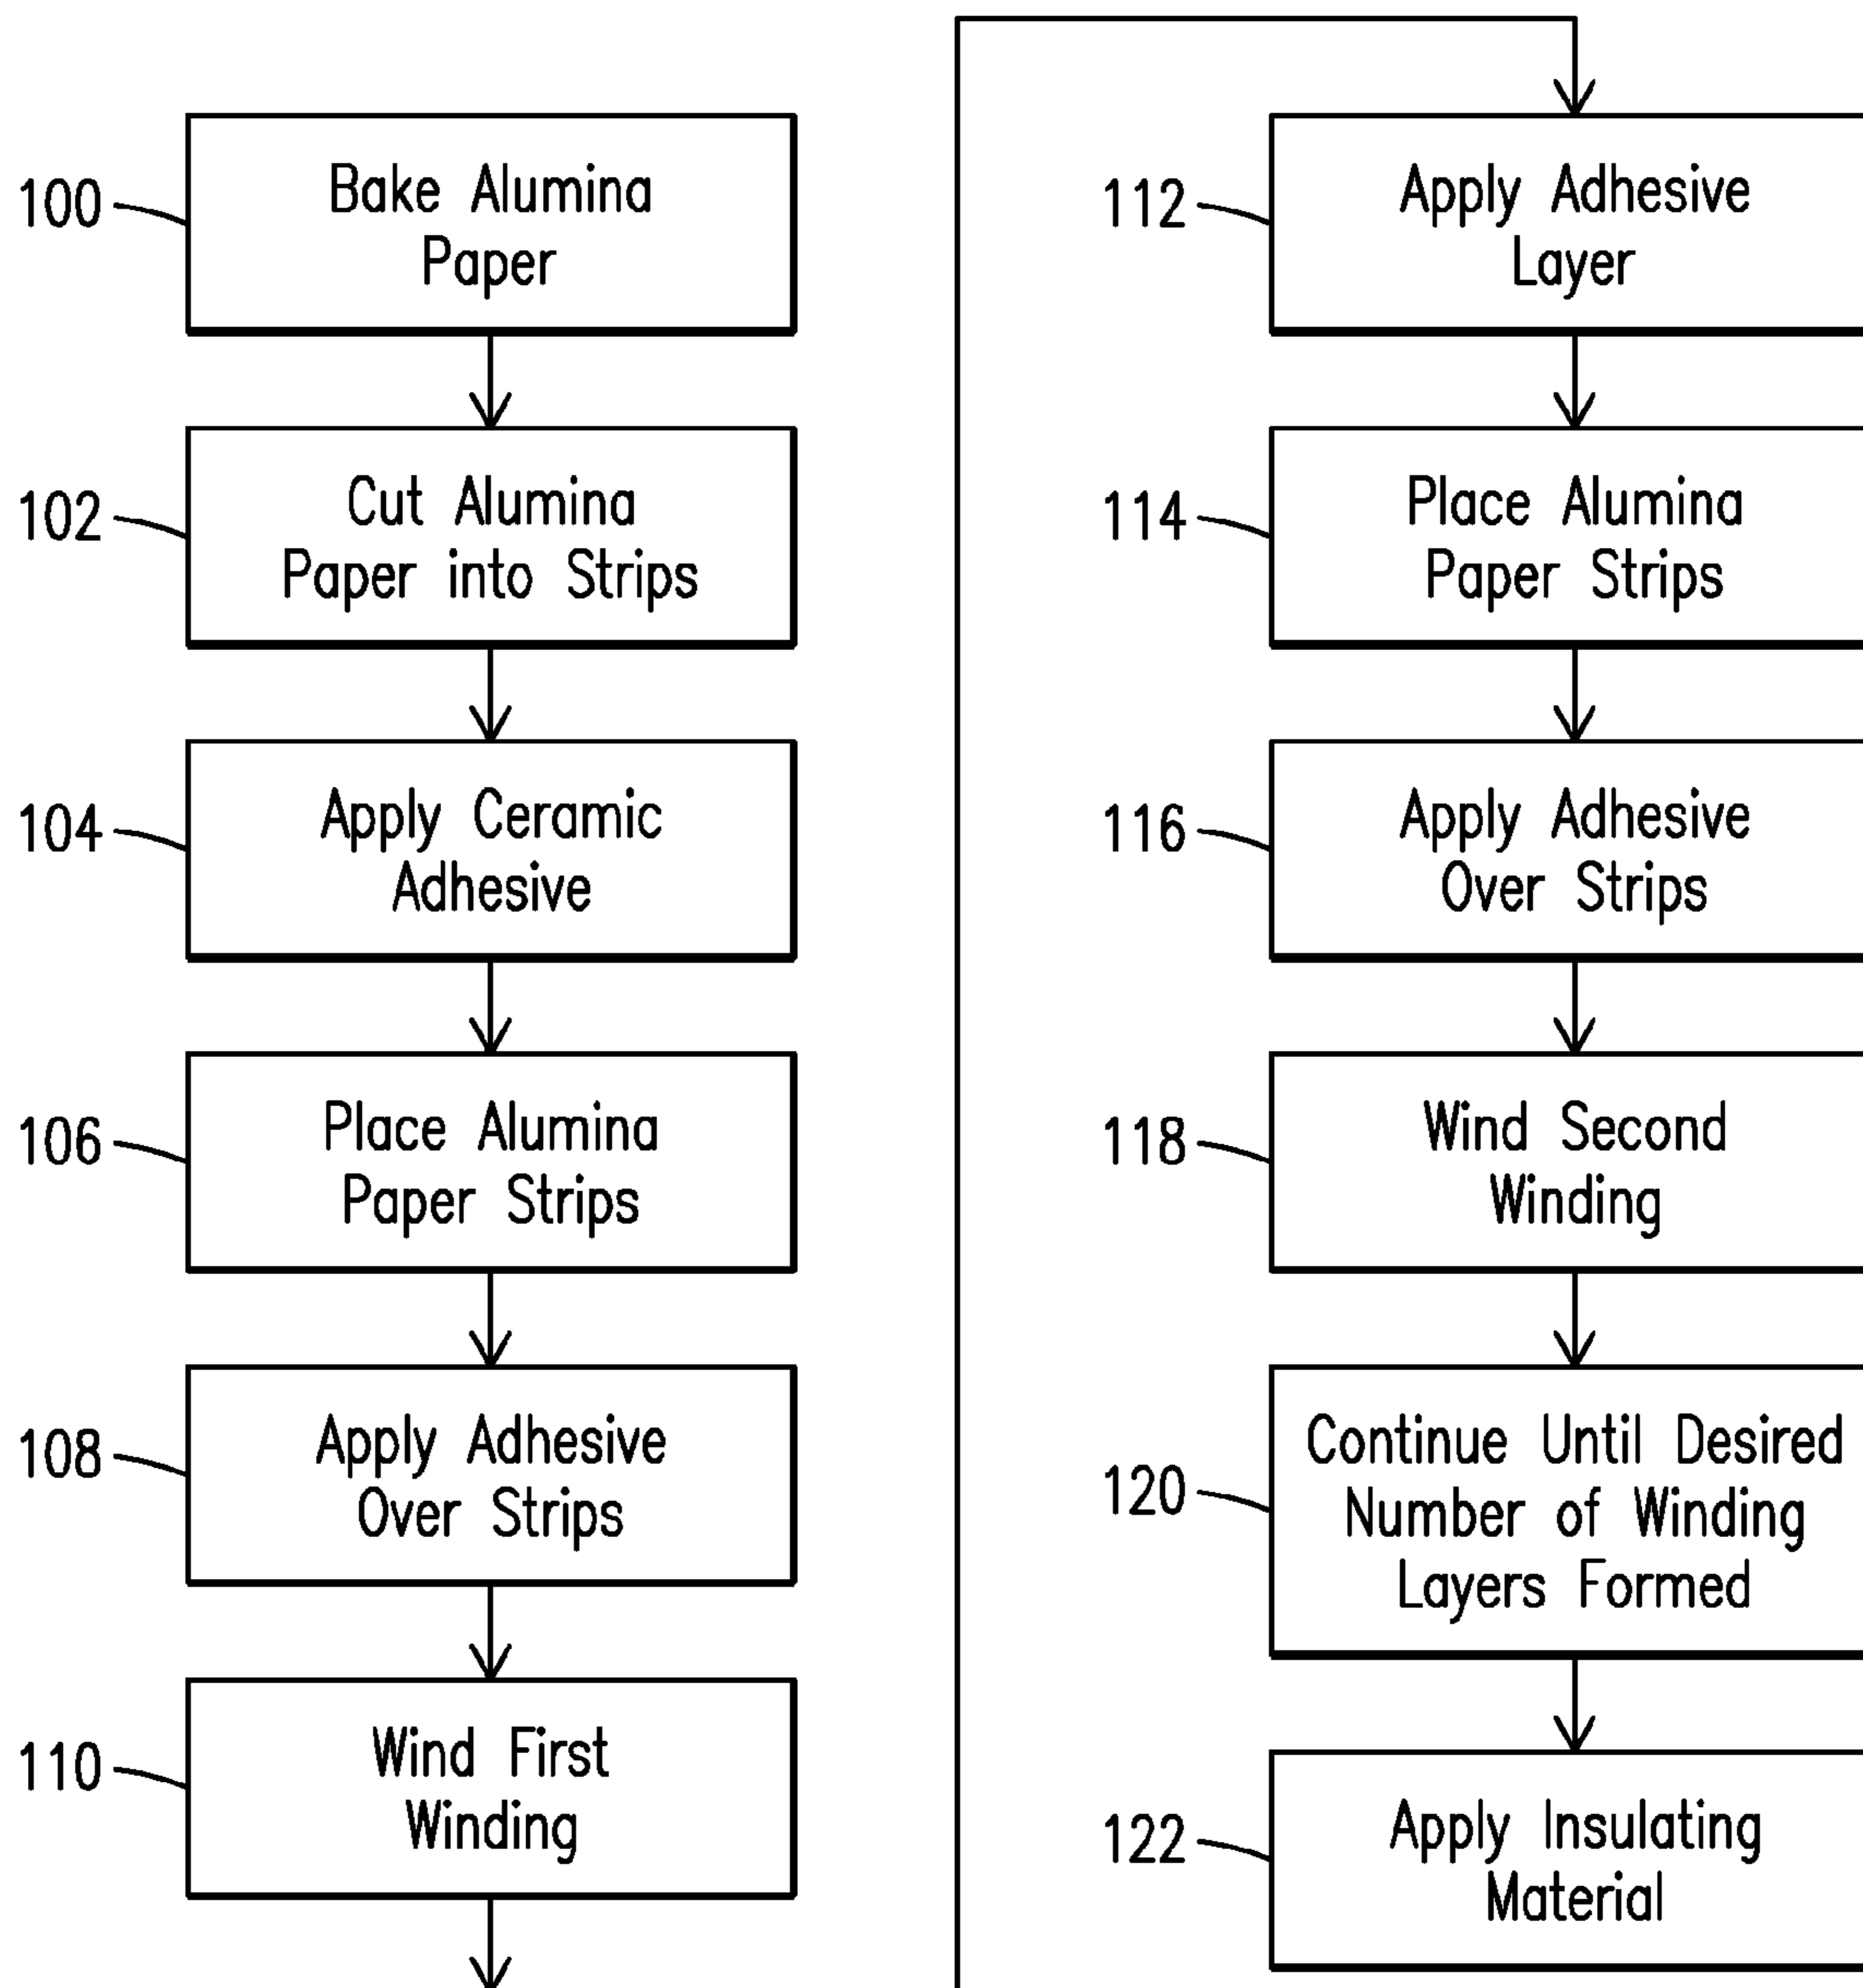 100
Bake Alumina
Paper
102
Cut Alumina
Paper into Strips
104
Apply Ceramic
Adhesive
106
Place Alumina
Paper Strips
108
Apply Adhesive
Over Strips
110
Wind First
Winding
112
Apply Adhesive
Layer
114
Place Alumina
Paper Strips
116
Apply Adhesive
Over Strips
118
Wind Second
Winding
120
Continue Until Desired
Number of Winding
Layers Formed
122
Apply Insulating
Material